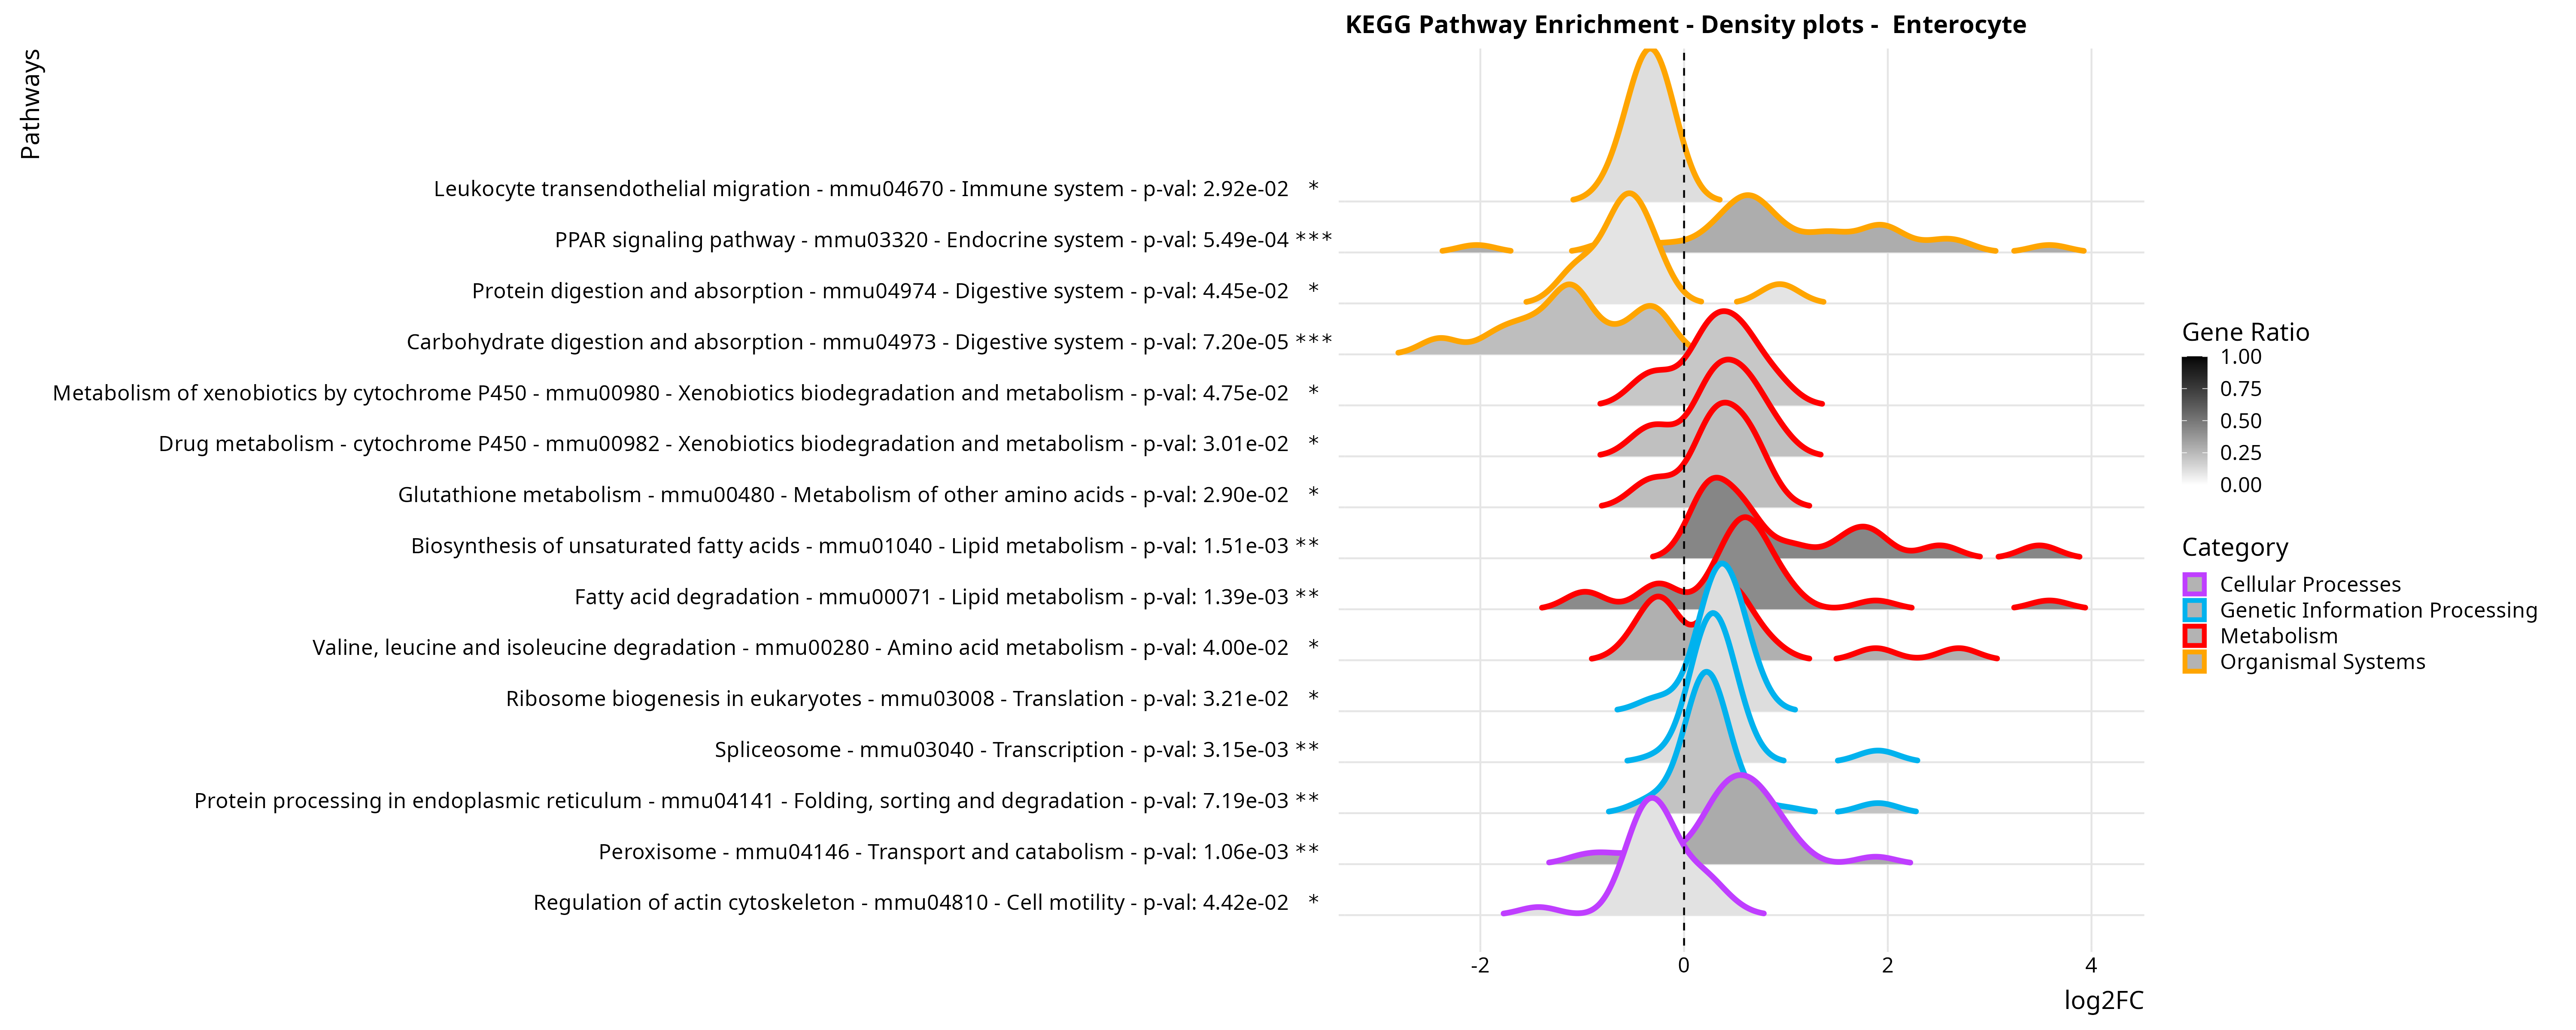 KEGG Pathway Enrichment - Density plots -  Enterocyte
Pathways
Leukocyte transendothelial migration - mmu04670 - Immune system - p-val: 2.92e-02 *
PPAR signaling pathway - mmu03320 - Endocrine system - p-val: 5.49e-04 ***
Protein digestion and absorption - mmu04974 - Digestive system - p-val: 4.45e-02 *
Carbohydrate digestion and absorption - mmu04973 - Digestive system - p-val: 7.20e-05 ***
Metabolism of xenobiotics by cytochrome P450 - mmu00980 - Xenobiotics biodegradation and metabolism - p-val: 4.75e-02 *
Drug metabolism - cytochrome P450 - mmu00982 - Xenobiotics biodegradation and metabolism - p-val: 3.01e-02 *
Glutathione metabolism - mmu00480 - Metabolism of other amino acids - p-val: 2.90e-02 *
Biosynthesis of unsaturated fatty acids - mmu01040 - Lipid metabolism - p-val: 1.51e-03 **
Fatty acid degradation - mmu00071 - Lipid metabolism - p-val: 1.39e-03 **
Valine, leucine and isoleucine degradation - mmu00280 - Amino acid metabolism - p-val: 4.00e-02 *
Ribosome biogenesis in eukaryotes - mmu03008 - Translation - p-val: 3.21e-02 *
Spliceosome - mmu03040 - Transcription - p-val: 3.15e-03 **
Protein processing in endoplasmic reticulum - mmu04141 - Folding, sorting and degradation - p-val: 7.19e-03 **
Peroxisome - mmu04146 - Transport and catabolism - p-val: 1.06e-03 **
Regulation of actin cytoskeleton - mmu04810 - Cell motility - p-val: 4.42e-02 *
-2 0 2 4
log2FC
Gene Ratio
1.00
0.75
0.50
0.25
0.00
Category
Cellular Processes
Genetic Information Processing
Metabolism
Organismal Systems